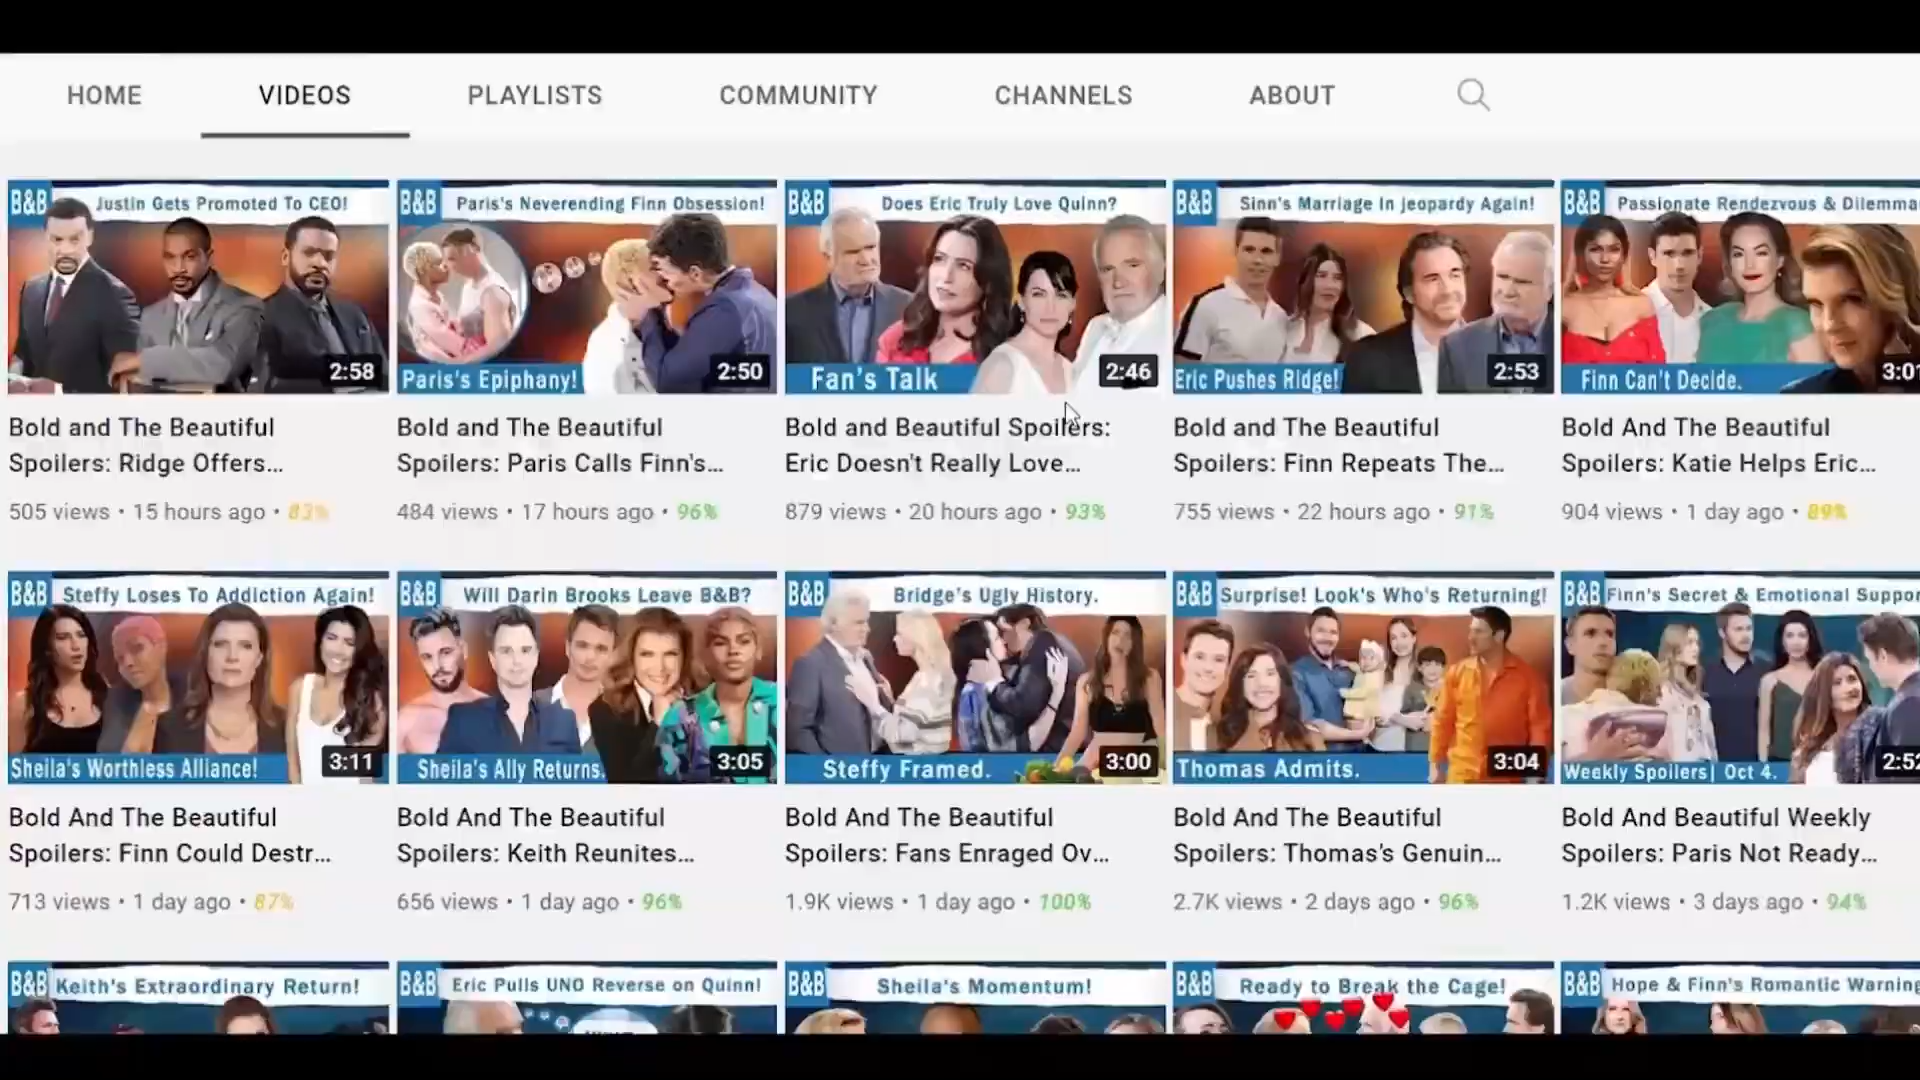 HOME VIDEOS PLAYLISTS COMMUNITY CHANNELS ABOUT
B&B Justin Gets Promoted To CEO!
2:58
Bold and The Beautiful
Spoilers: Ridge Offers...
505 views • 15 hours ago • 83%
B&B Paris's Neverending Finn Obsession!
Paris's Epiphany!
2:50
Bold and The Beautiful
Spoilers: Paris Calls Finn's...
484 views • 17 hours ago • 96%
B&B Does Eric Truly Love Quinn?
Fan's Talk
2:46
Bold and Beautiful Spoilers:
Eric Doesn't Really Love...
879 views • 20 hours ago • 93%
B&B Sinn's Marriage In Jeopardy Again!
Eric Pushes Ridge!
2:53
Bold and The Beautiful
Spoilers: Finn Repeats The...
755 views • 22 hours ago • 91%
B&B Passionate Rendezvous & Dilemma
Finn Can't Decide.
3:01
Bold And The Beautiful
Spoilers: Katie Helps Eric...
904 views • 1 day ago • 89%
B&B Steffy Loses To Addiction Again!
Sheila's Worthless Alliance!
3:11
Bold And The Beautiful
Spoilers: Finn Could Destr...
713 views • 1 day ago • 87%
B&B Will Darin Brooks Leave B&B?
Sheila's Ally Returns.
3:05
Bold And The Beautiful
Spoilers: Keith Reunites...
656 views • 1 day ago • 96%
B&B Bridge's Ugly History.
Steffy Framed.
3:00
Bold And The Beautiful
Spoilers: Fans Enraged Ov...
1.9K views • 1 day ago • 100%
B&B Surprise! Look's Who's Returning!
Thomas Admits.
3:04
Bold And The Beautiful
Spoilers: Thomas's Genuin...
2.7K views • 2 days ago • 96%
B&B Finn's Secret & Emotional Suppor
Weekly Spoilers| Oct 4.
2:52
Bold And Beautiful Weekly
Spoilers: Paris Not Ready...
1.2K views • 3 days ago • 94%
B&B Keith's Extraordinary Return!
B&B Eric Pulls UNO Reverse on Quinn!
B&B Sheila's Momentum!
B&B Ready to Break the Cage!
B&B Hope & Finn's Romantic Warning